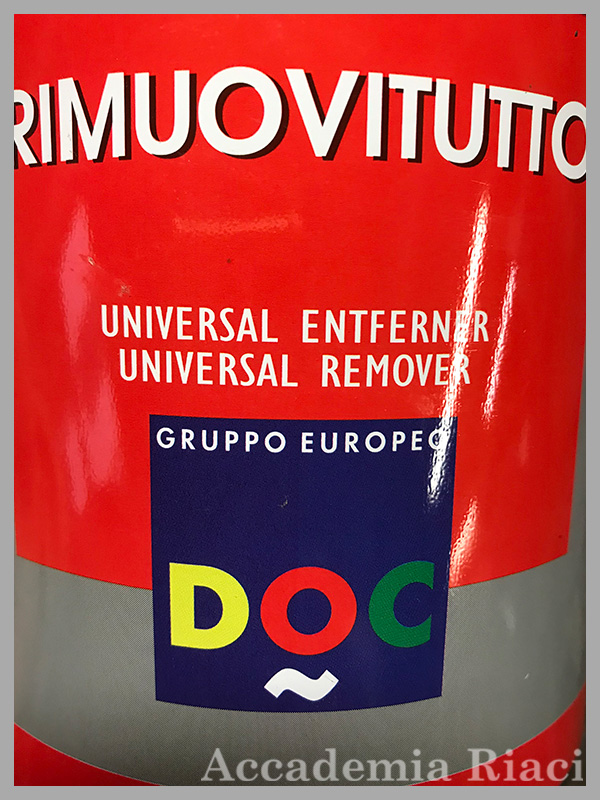 RIMUOVITUTTO
UNIVERSAL ENTFERNER
UNIVERSAL REMOVER
GRUPPO EUROPEO
DOC
Accademia Riaci